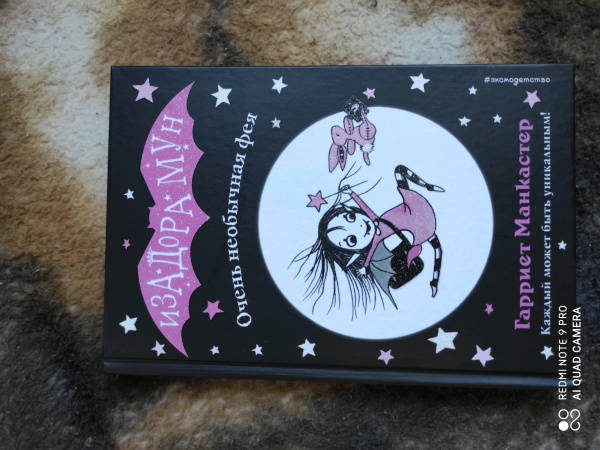 #эксмодетство
ИЗАДОРА МУН
Очень необычная фея
Гарриет Манкастер
Каждый может быть уникальным!
REDMI NOTE 9 PRO
AI QUAD CAMERA